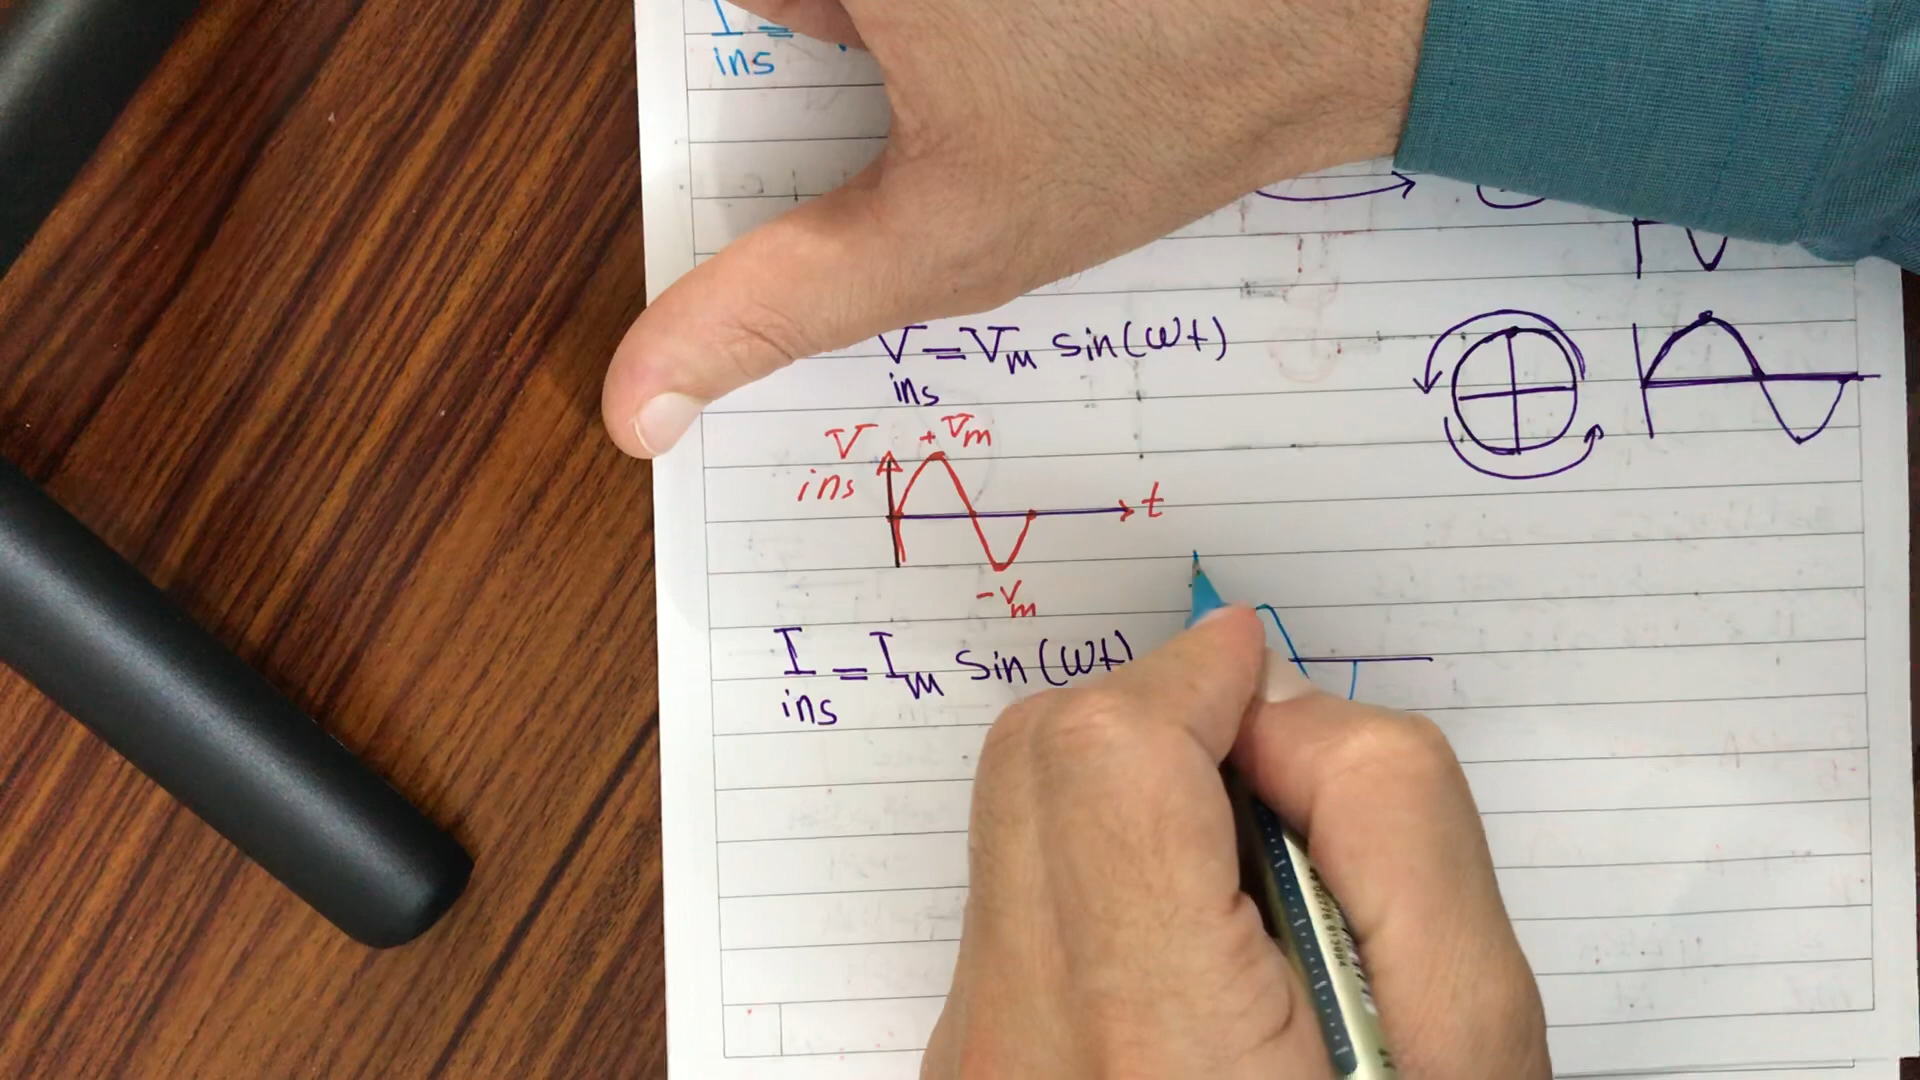 I =
ins
V = Vm sin(ωt)
ins
V + Vm
ins
t
-Vm
I = Im Sin(ωt)
ins